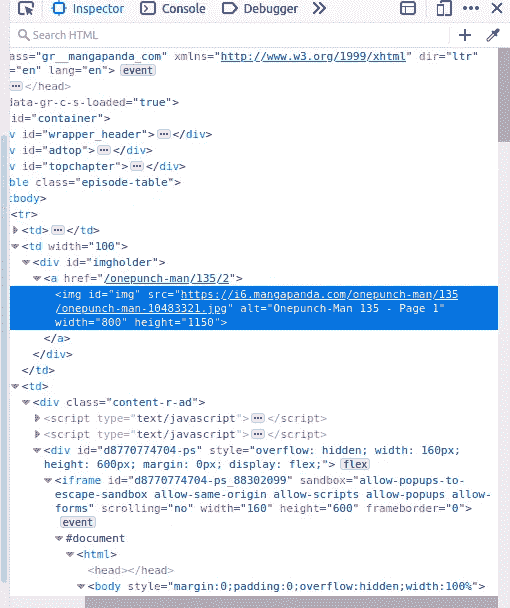 Inspector Console Debugger
Search HTML
ass="gr__mangapanda_com" xmlns="http://www.w3.org/1999/xhtml" dir="ltr"
="en" lang="en"> event
</head>
data-gr-c-s-loaded="true">
id="container">
v id="wrapper_header"> </div>
v id="adtop"> </div>
v id="topchapter"> </div>
ble class="episode-table">
tbody>
<tr>
<td> </td>
<td width="100">
<div id="imgholder">
<a href="/onepunch-man/135/2">
<img id="img" src="https://i6.mangapanda.com/onepunch-man/135
/onepunch-man-10483321.jpg" alt="Onepunch-Man 135 - Page 1"
width="800" height="1150">
</a>
</div>
</td>
<td>
<div class="content-r-ad">
<script type="text/javascript"> </script>
<script type="text/javascript"> </script>
<div id="d8770774704-ps" style="overflow: hidden; width: 160px;
height: 600px; margin: 0px; display: flex;"> flex
<iframe id="d8770774704-ps_88302099" sandbox="allow-popups-to-
escape-sandbox allow-same-origin allow-scripts allow-popups allow-
forms" scrolling="no" width="160" height="600" frameborder="0">
event
#document
<html>
<head></head>
<body style="margin:0;padding:0;overflow:hidden;width:100%">